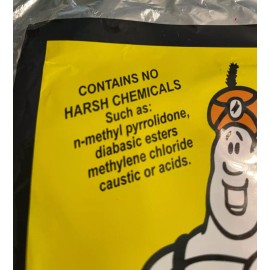 CONTAINS NO
HARSH CHEMICALS
Such as:
n-methyl pyrrolidone,
diabasic esters
methylene chloride
caustic or acids.